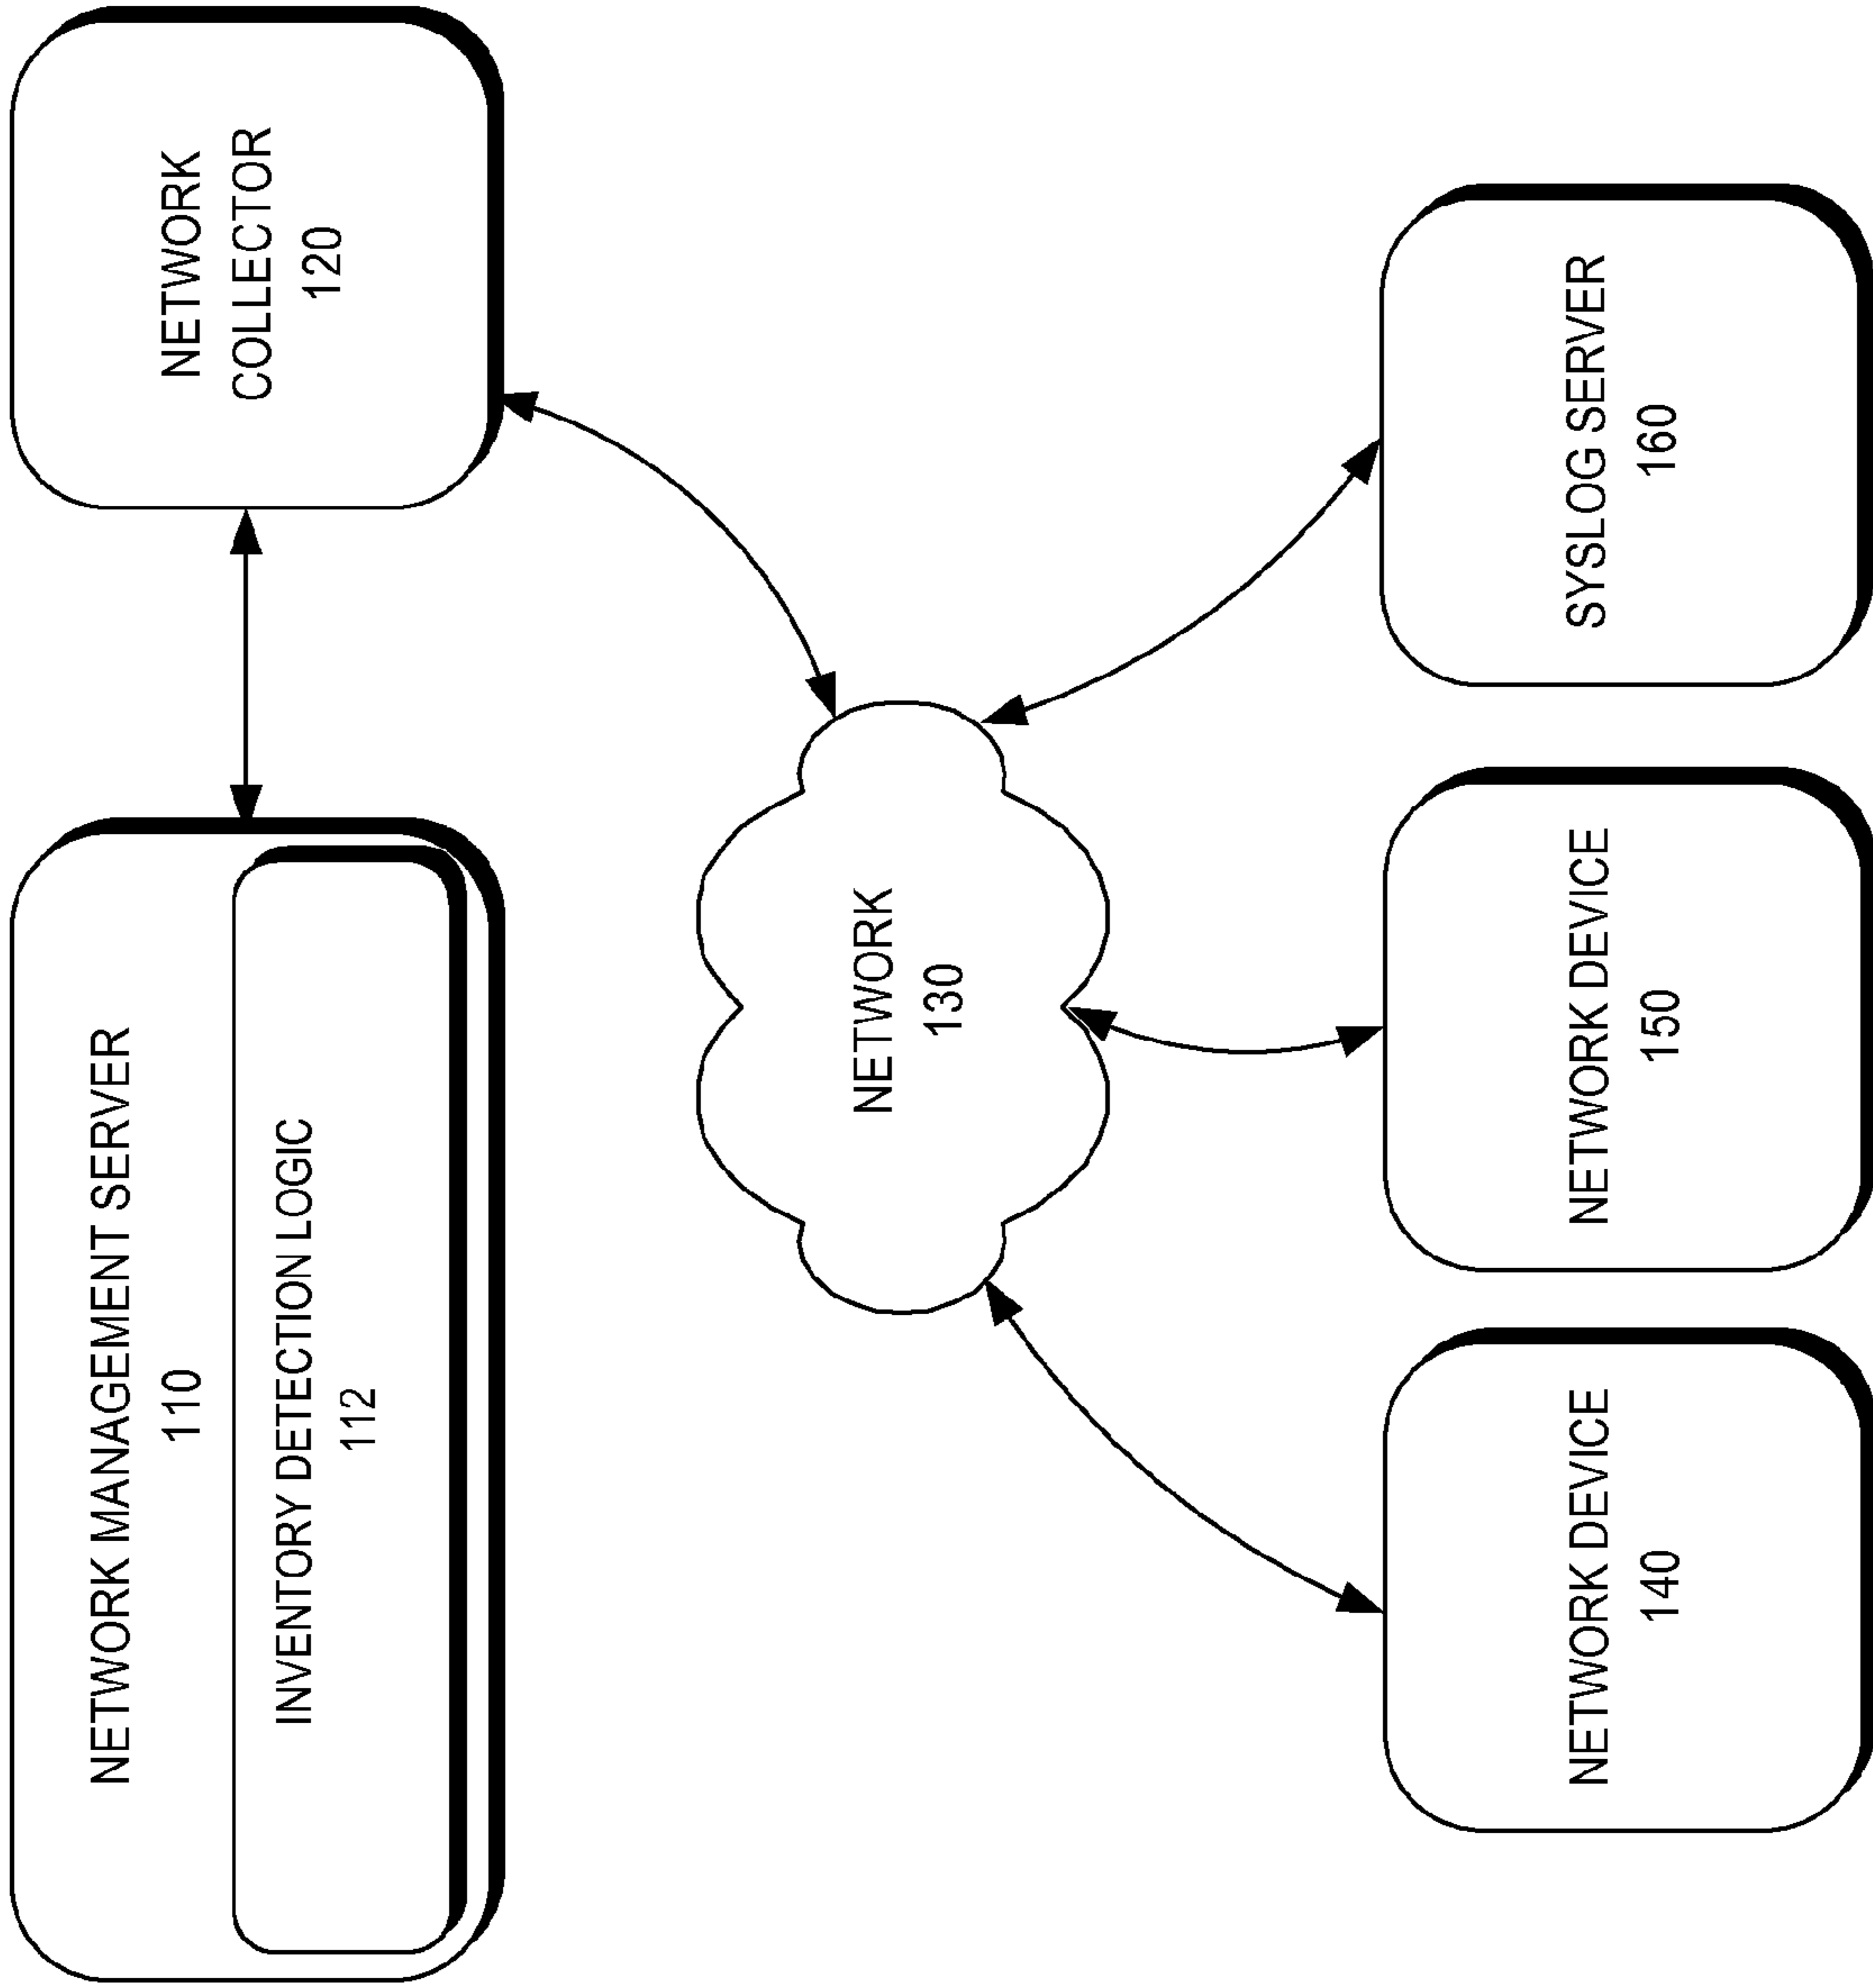 NETWORK MANAGEMENT SERVER
110
INVENTORY DETECTION LOGIC
112
NETWORK
COLLECTOR
120
NETWORK
130
NETWORK DEVICE
140
NETWORK DEVICE
150
SYSLOG SERVER
160